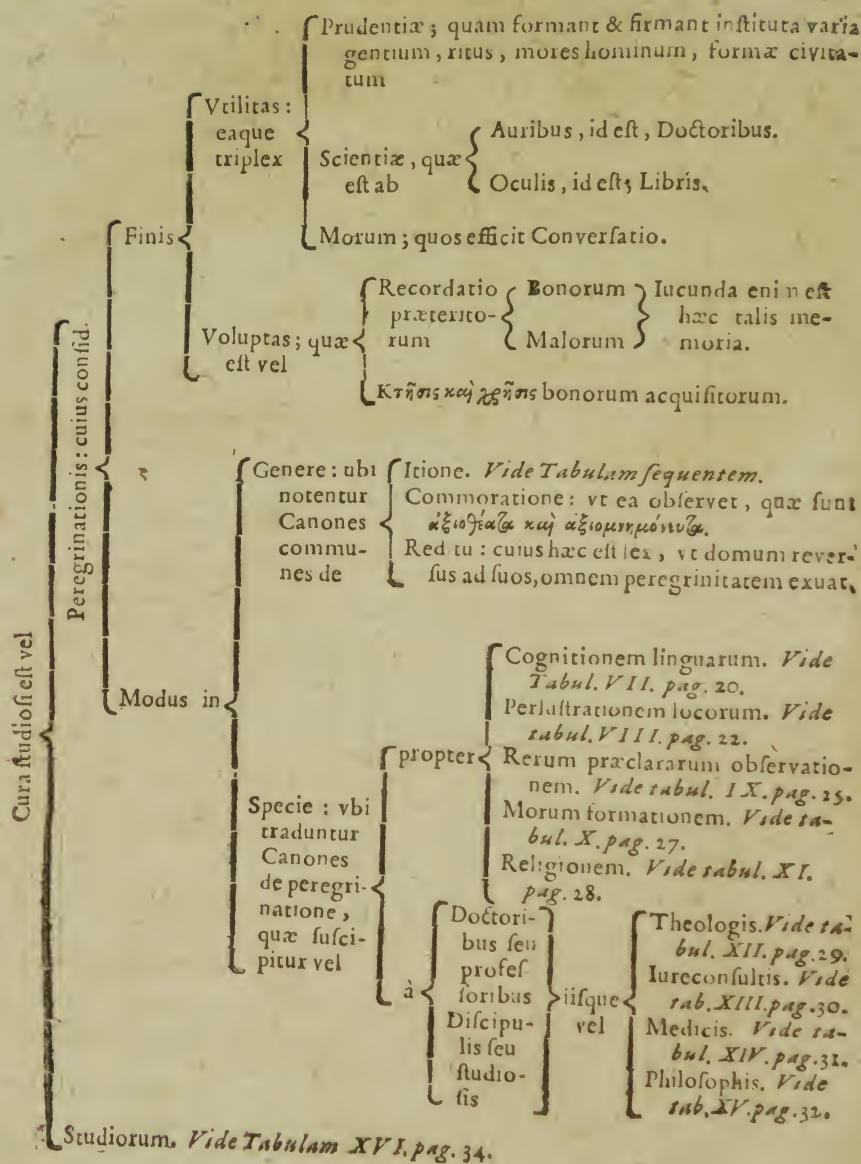 Cura ſtudioſi eſt vel
Peregrinationis: cuius conſid.
Finis
Vtilitas:
eaque
triplex
Prudentiæ; quam formant & firmant inſtituta varia
gentium, ritus, mores hominum, formæ civita-
tum
Scientiæ, quæ
eſt ab
Auribus, id eſt, Doctoribus.
Oculis, id eſt; Libris.
Morum; quos efficit Converſatio.
Voluptas; quæ
eſt vel
Recordatio
præterito-
rum
Bonorum
Malorum
Iucunda enim eſt
hæc talis me-
moria.
Κτῆσις καὶ χρῆσις bonorum acquiſitorum.
Modus in
Genere: ubi
notentur
Canones
commu-
nes de
Itione. Vide Tabulam ſequentem.
Commoratione: vt ea obſervet, quæ ſunt
ἀξιοθέατα καὶ ἀξιομνημόνευτα.
Reditu: cuius hæc eſt lex, vt domum rever-
ſus ad ſuos, omnem peregrinitatem exuat.
Specie: vbi
traduntur
Canones
de peregri-
natione,
quæ ſuſci-
pitur vel
propter
Cognitionem linguarum. Vide
Tabul. VII. pag. 20.
Perluſtrationem locorum. Vide
tabul. VIII. pag. 22.
Rerum præclararum obſervatio-
nem. Vide tabul. IX. pag. 25.
Morum formationem. Vide ta-
bul. X. pag. 27.
Religionem. Vide tabul. XI.
pag. 28.
à
Doctori-
bus ſeu
profeſ
ſoribus
Diſcipu-
lis ſeu
ſtudio-
ſis
iiſque
vel
Theologis. Vide ta-
bul. XII. pag. 29.
Iureconſultis. Vide
tab. XIII. pag. 30.
Medicis. Vide ta-
bul. XIV. pag. 31.
Philoſophis. Vide
tab. XV. pag. 32.
Studiorum. Vide Tabulam XVI. pag. 34.